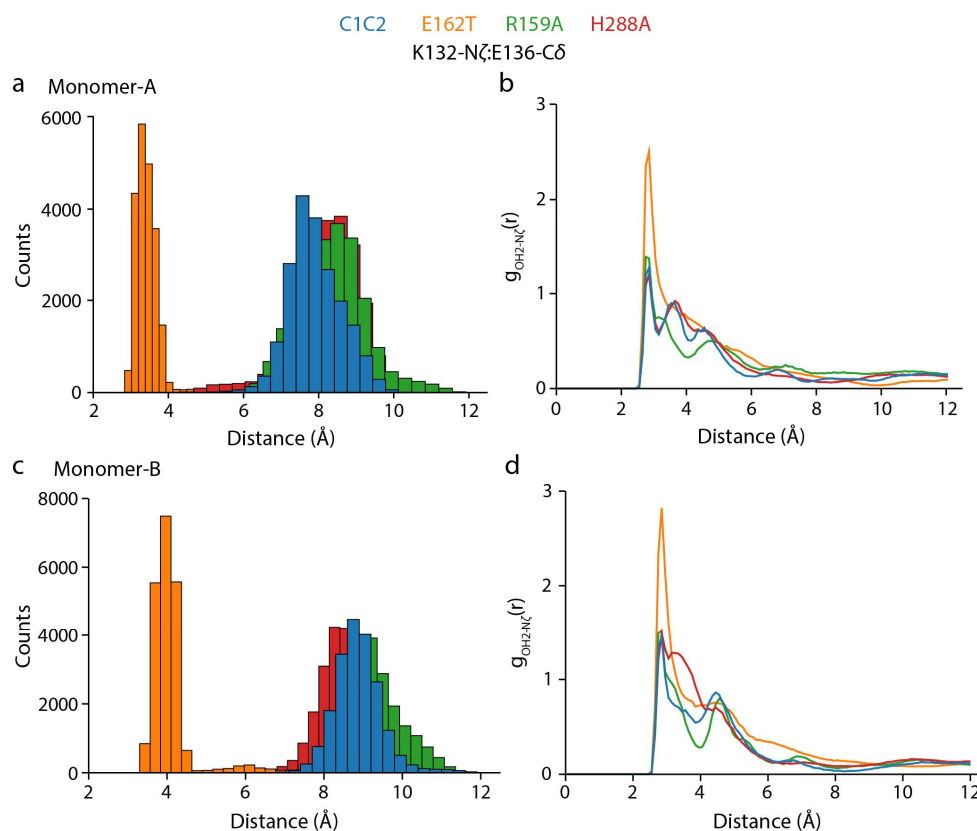 C1C2 E162T R159A H288A
K132-Nζ:E136-Cδ
a Monomer-A
6000
4000
2000
0
Counts
2 4 6 8 10 12
Distance (Å)
b
3
2
1
0
g OH2-Nζ(r)
0 2 4 6 8 10 12
Distance (Å)
c Monomer-B
8000
6000
4000
2000
0
Counts
2 4 6 8 10 12
Distance (Å)
d
3
2
1
0
g OH2-Nζ(r)
0 2 4 6 8 10 12
Distance (Å)